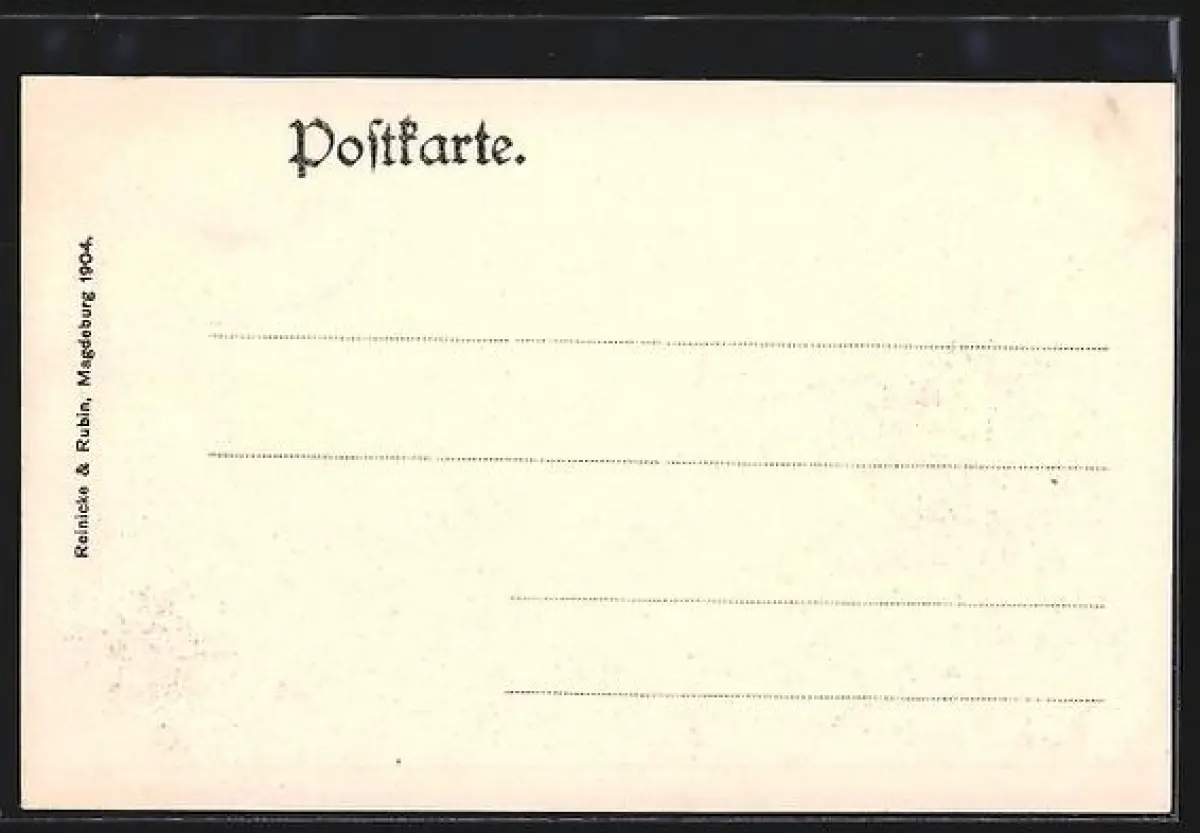 Poſtkarte.
Reinicke & Rubin, Magdeburg 1904.